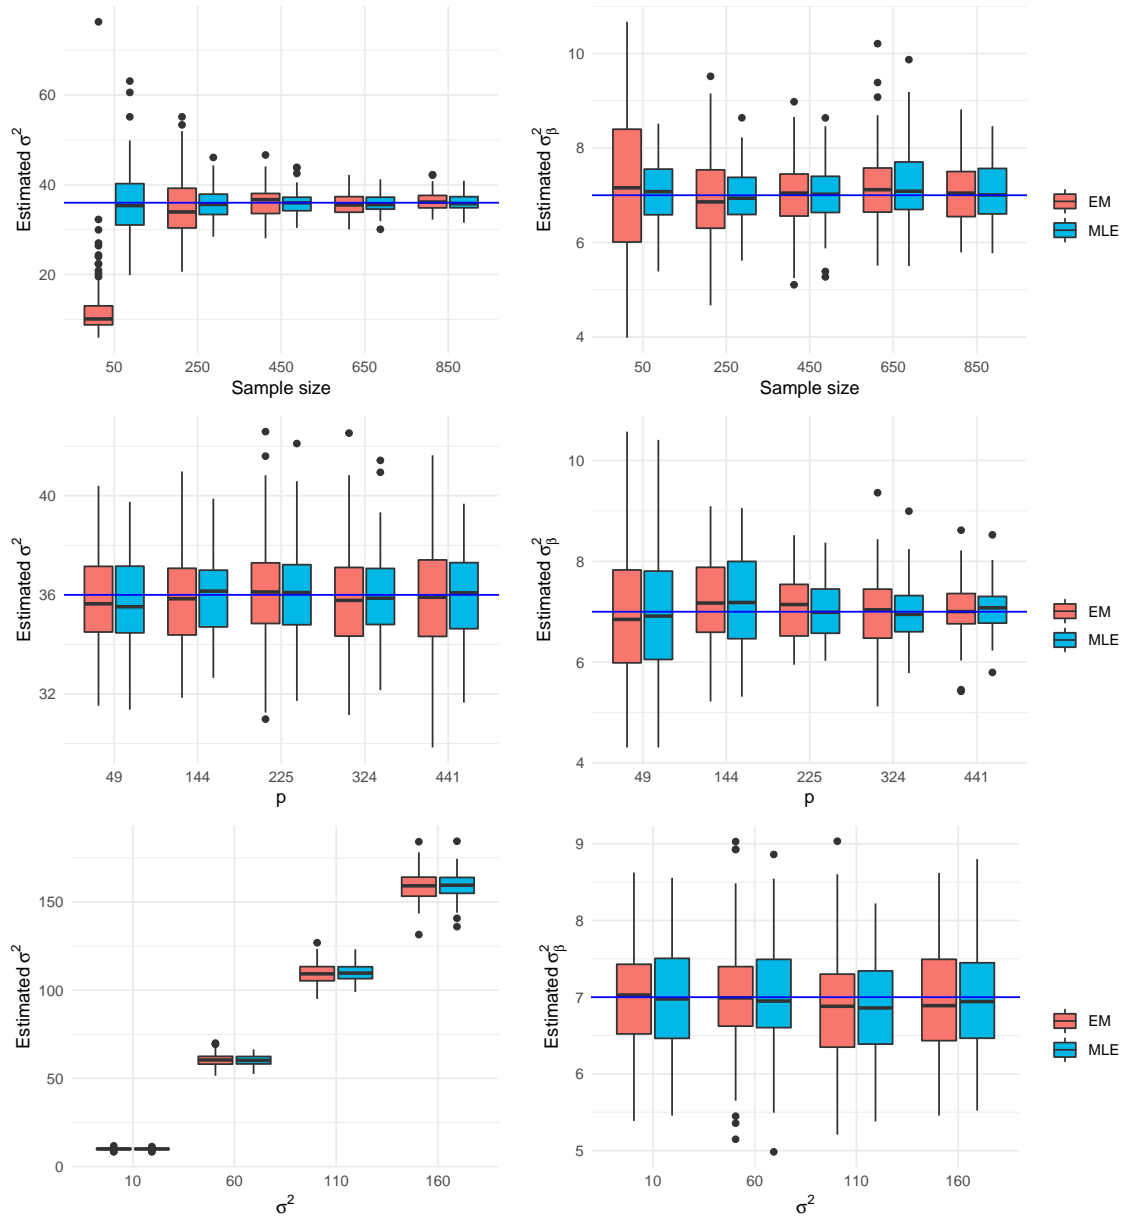 Estimated σ²
60
40
20
50 250 450 650 850
Sample size
Estimated σ²β
10
8
6
4
50 250 450 650 850
Sample size
EM
MLE
Estimated σ²
40
36
32
49 144 225 324 441
p
Estimated σ²β
10
8
6
4
49 144 225 324 441
p
EM
MLE
Estimated σ²
150
100
50
0
10 60 110 160
σ²
Estimated σ²β
9
8
7
6
5
10 60 110 160
σ²
EM
MLE